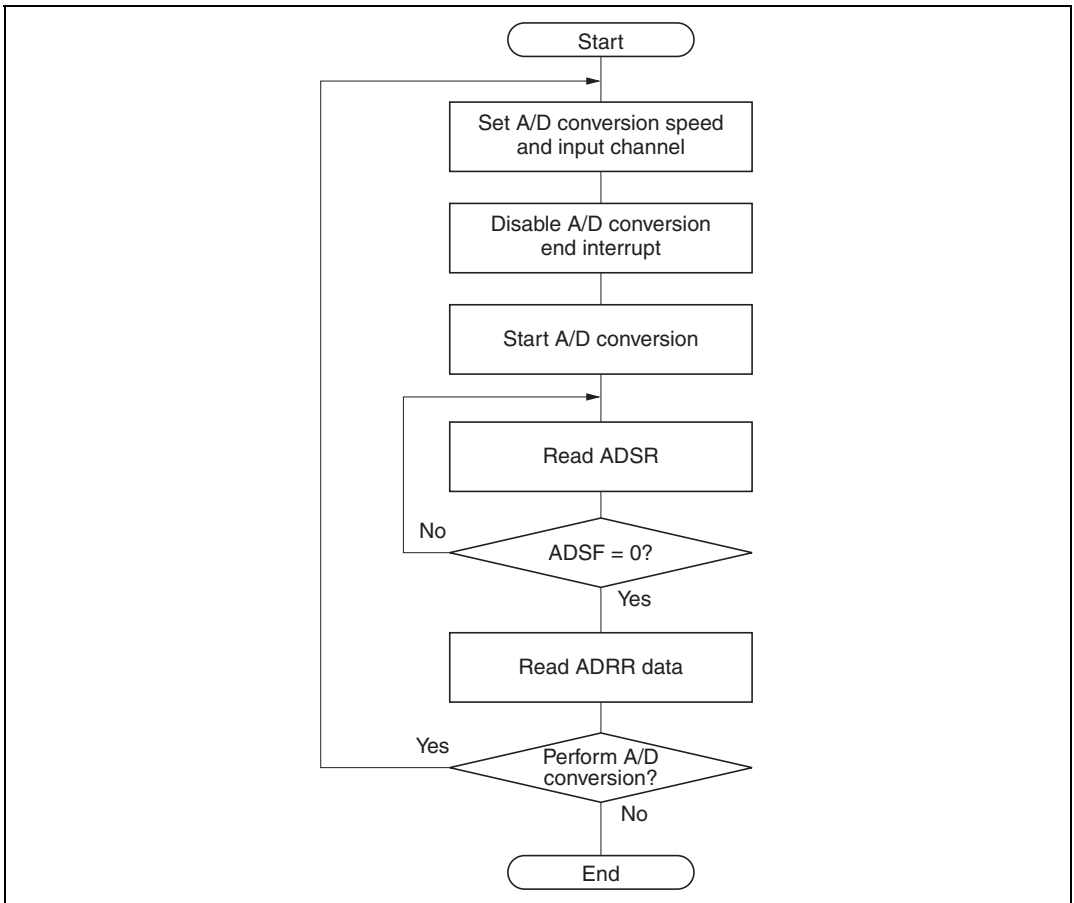 Start
Set A/D conversion speed
and input channel
Disable A/D conversion
end interrupt
Start A/D conversion
Read ADSR
No
ADSF = 0?
Yes
Read ADRR data
Yes
Perform A/D
conversion?
No
End